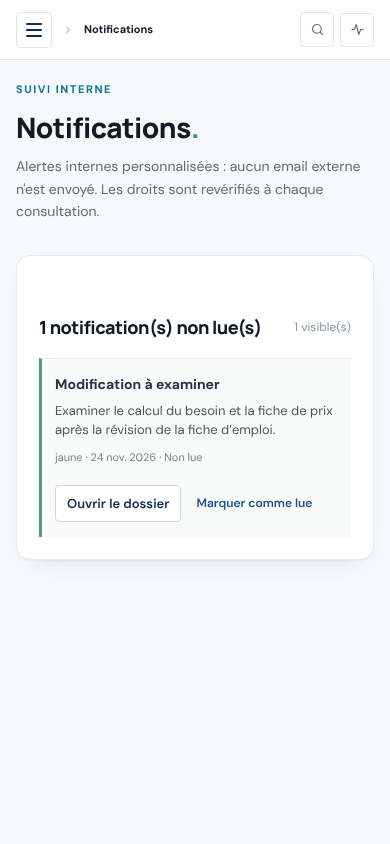 Notifications
SUIVI INTERNE
Notifications.
Alertes internes personnalisées : aucun email externe
n'est envoyé. Les droits sont revérifiés à chaque
consultation.
1 notification(s) non lue(s)
1 visible(s)
Modification à examiner
Examiner le calcul du besoin et la fiche de prix
après la révision de la fiche d’emploi.
jaune · 24 nov. 2026 · Non lue
Ouvrir le dossier
Marquer comme lue